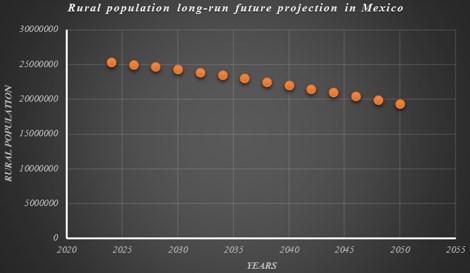 Rural population long-run future projection in Mexico
30000000
25000000
20000000
15000000
10000000
5000000
0
RURAL POPULATION
2020 2025 2030 2035 2040 2045 2050 2055
YEARS